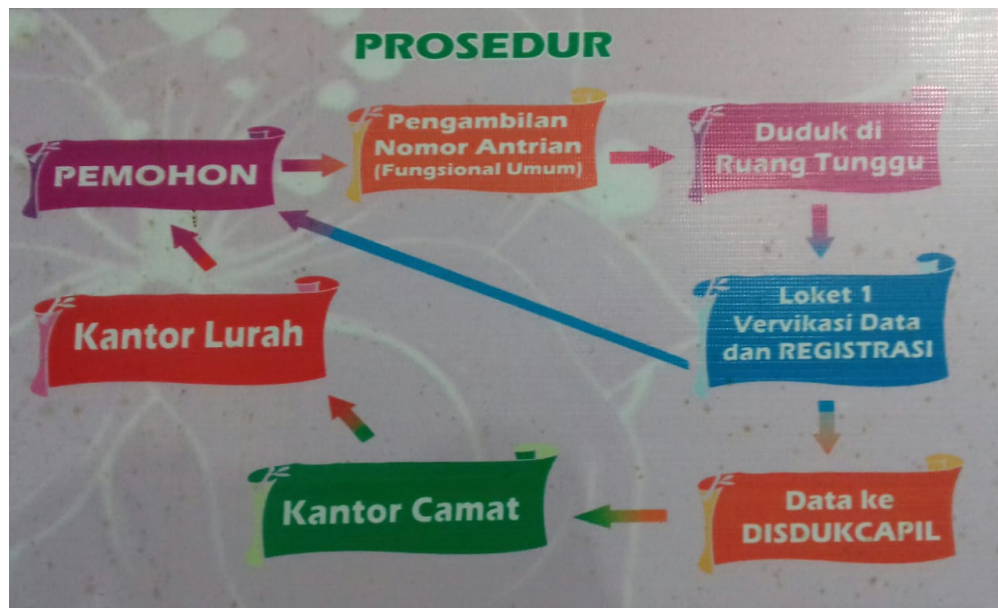 PROSEDUR
PEMOHON
Pengambilan
Nomor Antrian
(Fungsional Umum)
Duduk di
Ruang Tunggu
Loket 1
Vervikasi Data
dan REGISTRASI
Data ke
DISDUKCAPIL
Kantor Camat
Kantor Lurah